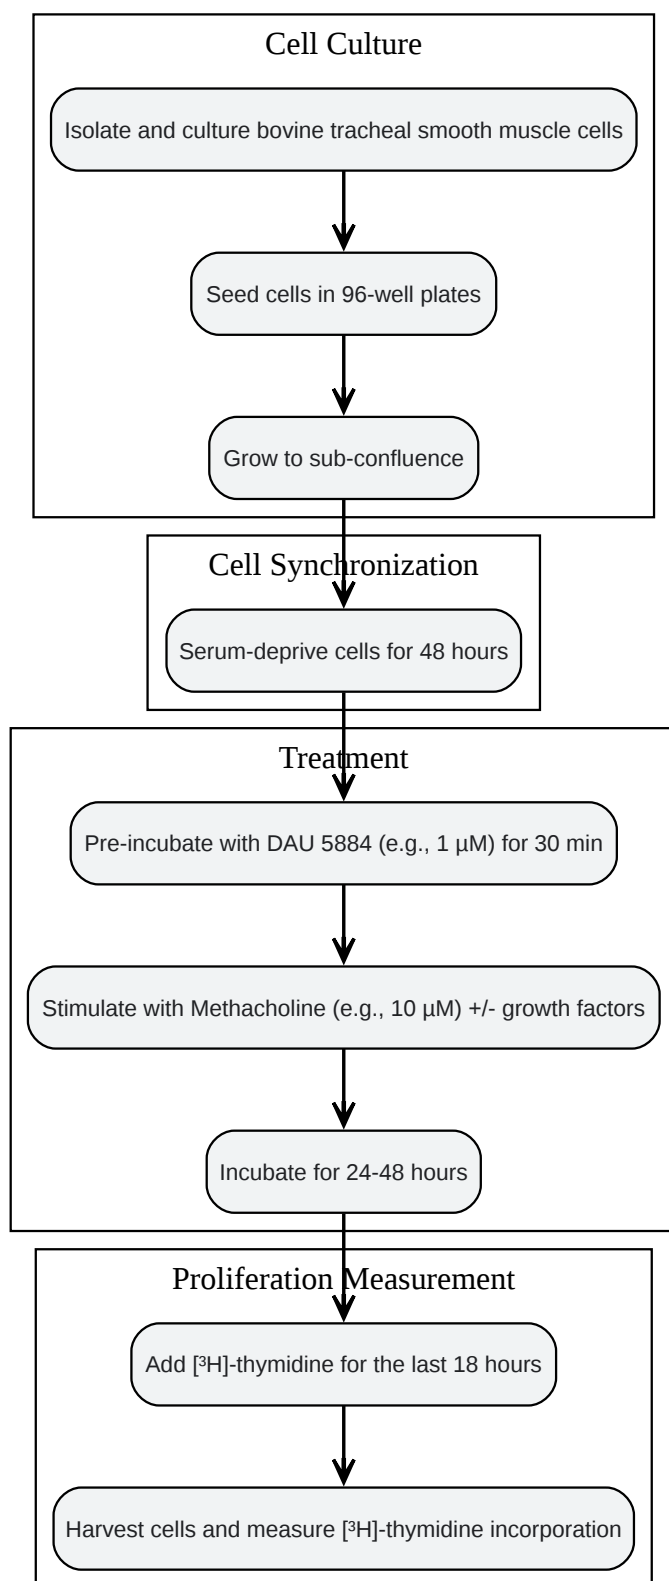 Cell Culture
Isolate and culture bovine tracheal smooth muscle cells
Seed cells in 96-well plates
Grow to sub-confluence
Cell Synchronization
Serum-deprive cells for 48 hours
Treatment
Pre-incubate with DAU 5884 (e.g., 1 µM) for 30 min
Stimulate with Methacholine (e.g., 10 µM) +/- growth factors
Incubate for 24-48 hours
Proliferation Measurement
Add [³H]-thymidine for the last 18 hours
Harvest cells and measure [³H]-thymidine incorporation